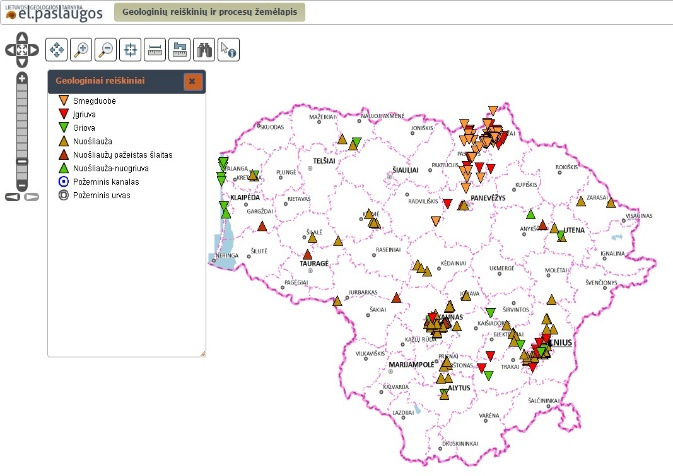 LIETUVOS GEOLOGIJOS TARNYBA
el.paslaugos
Geologinių reiškinių ir procesų žemėlapis
Geologiniai reiškiniai
Smegduobė
Įgriuva
Griova
Nuošliauža
Nuošliaužų pažeistas šlaitas
Nuošliauža-nuogriuva
Požeminis kanalas
Požeminis urvas
SKUODAS
MAŽEIKIAI
NAUJOJI AKMENĖ
JONIŠKIS
TELŠIAI
ŠIAULIAI
PAKRUOJIS
ROKIŠKIS
PALANGA
KRETINGA
PLUNGĖ
KUPIŠKIS
KLAIPĖDA
RIETAVAS
RADVILIŠKIS
PANEVĖŽYS
ZARASAI
GARGŽDAI
VISAGINAS
ŠILALĖ
ANYKŠČIAI
UTENA
NERINGA
ŠILUTĖ
RASEINIAI
IGNALINA
TAURAGĖ
KĖDAINIAI
UKMERGĖ
MOLĖTAI
PAGĖGIAI
ŠVENČIONYS
JURBARKAS
JONAVA
ŠAKIAI
KAUNAS
ŠIRVINTOS
KAIŠIADORYS
ELEKTRĖNAI
KAZLŲ RŪDA
VILNIUS
VILKAVIŠKIS
PRIENAI
MARIJAMPOLĖ
BIRŠTONAS
TRAKAI
KALVARIJA
ALYTUS
ŠALČININKAI
LAZDIJAI
VARĖNA
DRUSKININKAI